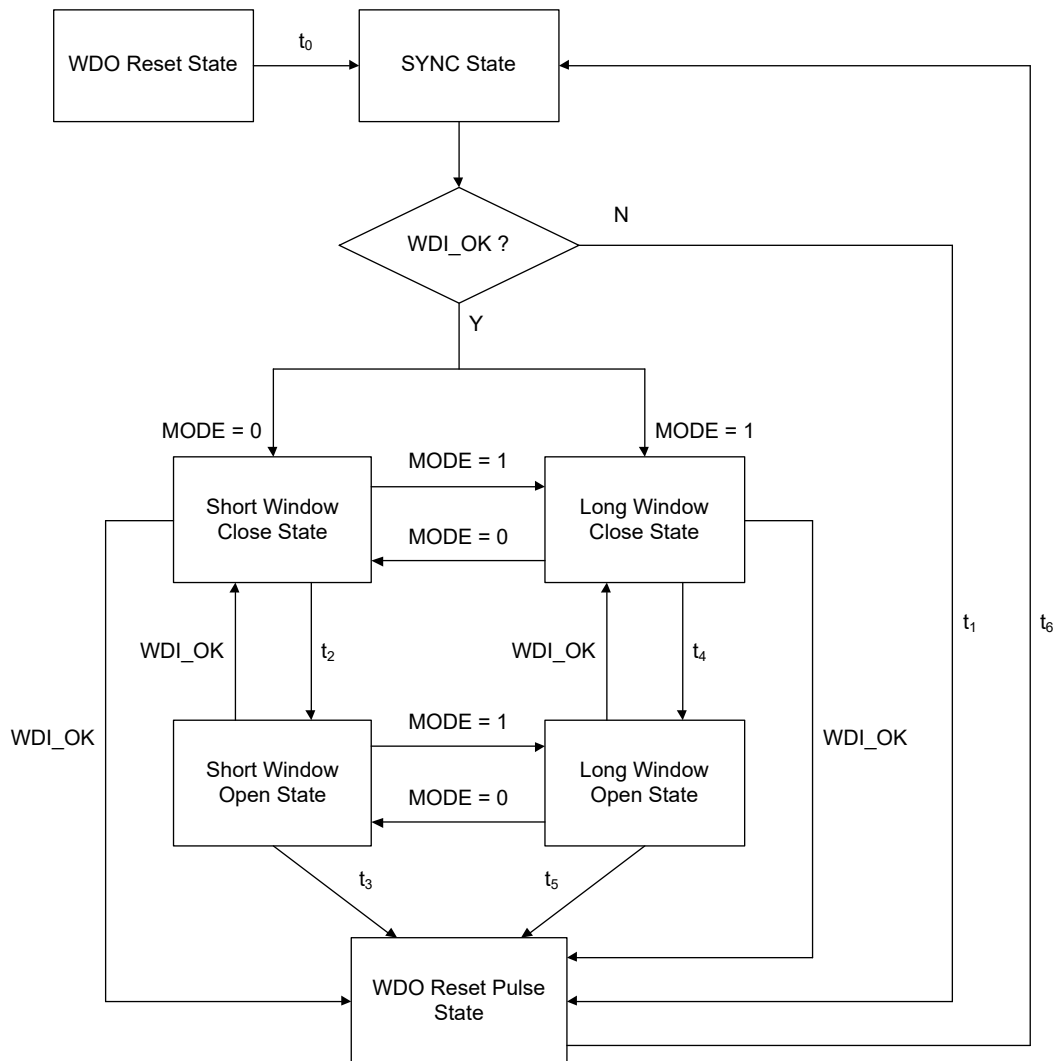 WDO Reset State
t₀
SYNC State
N
WDI_OK ?
Y
MODE = 0
MODE = 1
MODE = 1
Short Window
Close State
Long Window
Close State
MODE = 0
t₁
t₆
WDI_OK
t₂
WDI_OK
t₄
WDI_OK
MODE = 1
WDI_OK
Short Window
Open State
Long Window
Open State
MODE = 0
t₃
t₅
WDO Reset Pulse
State